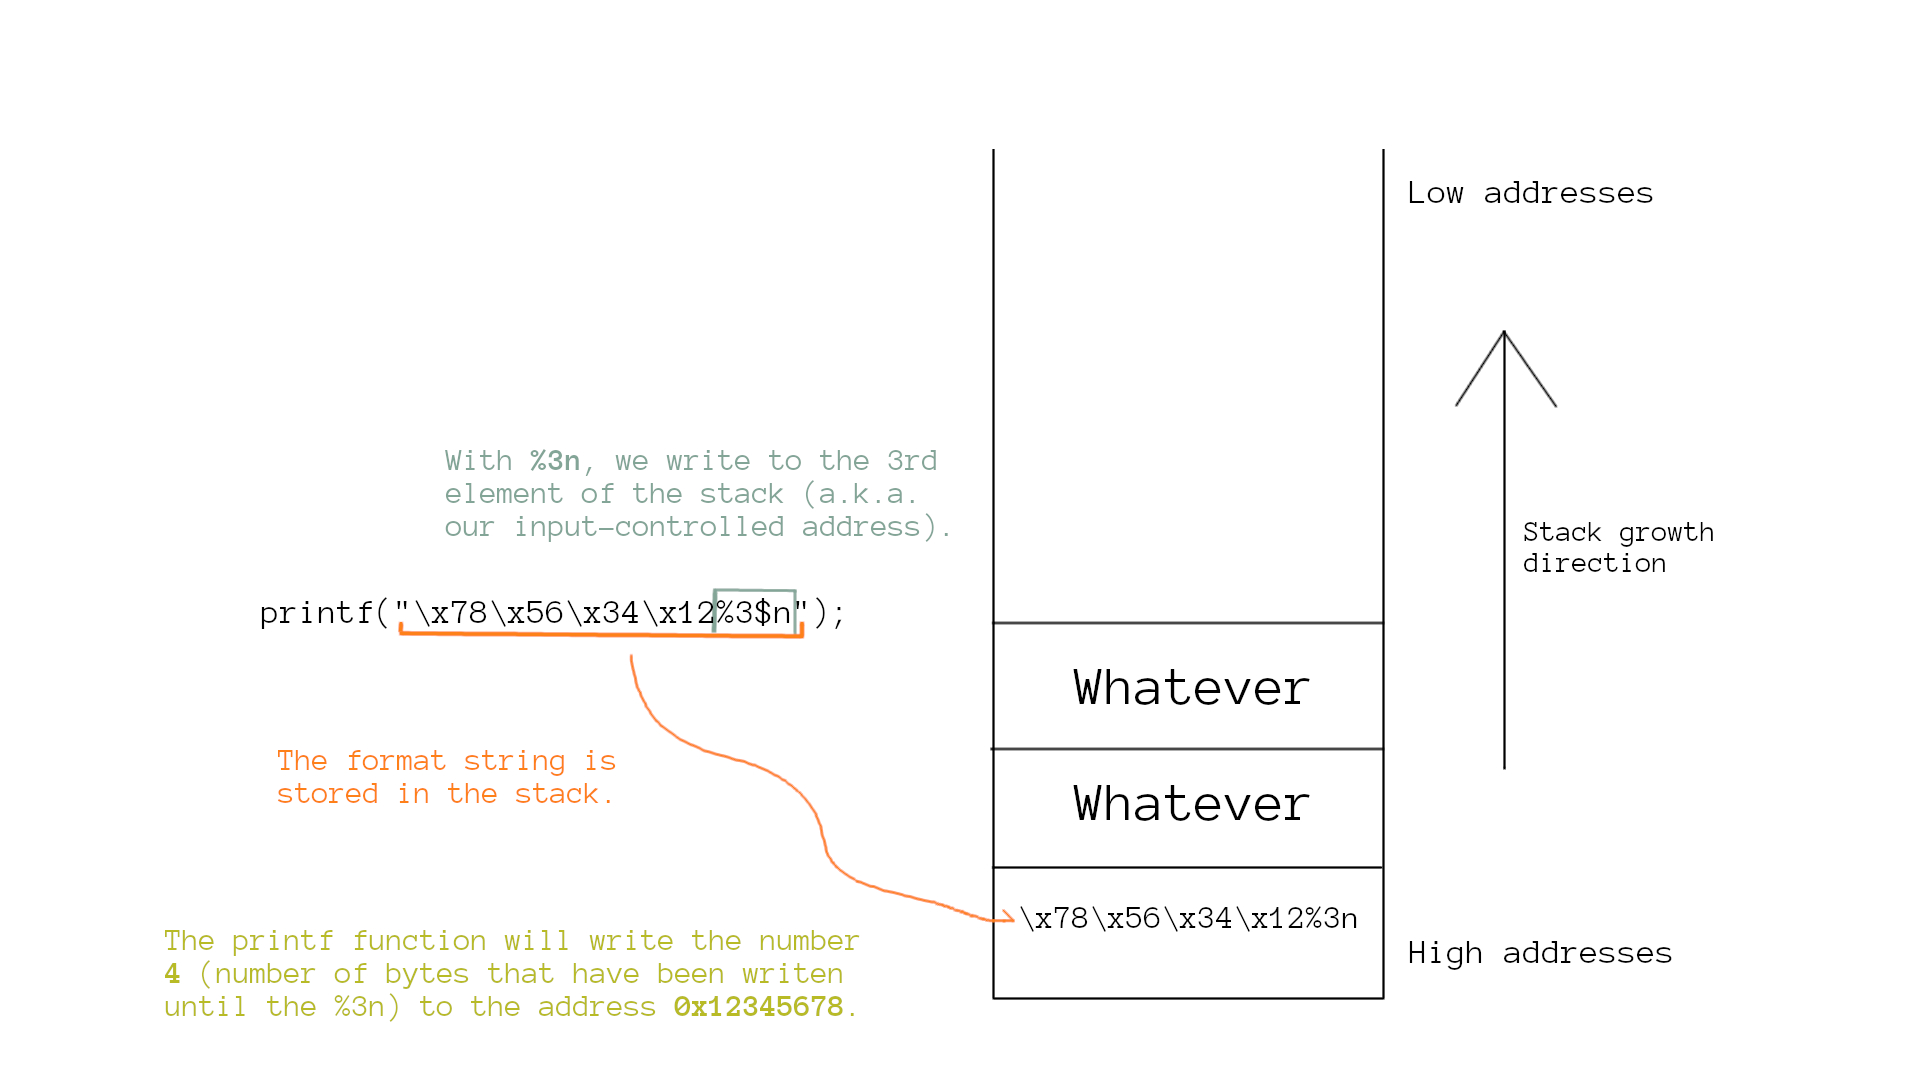 Low addresses
With %3n, we write to the 3rd
element of the stack (a.k.a.
our input-controlled address).
Stack growth
direction
printf("\x78\x56\x34\x12%3$n");
Whatever
The format string is
stored in the stack.
Whatever
\x78\x56\x34\x12%3n
The printf function will write the number
4 (number of bytes that have been writen
until the %3n) to the address 0x12345678.
High addresses